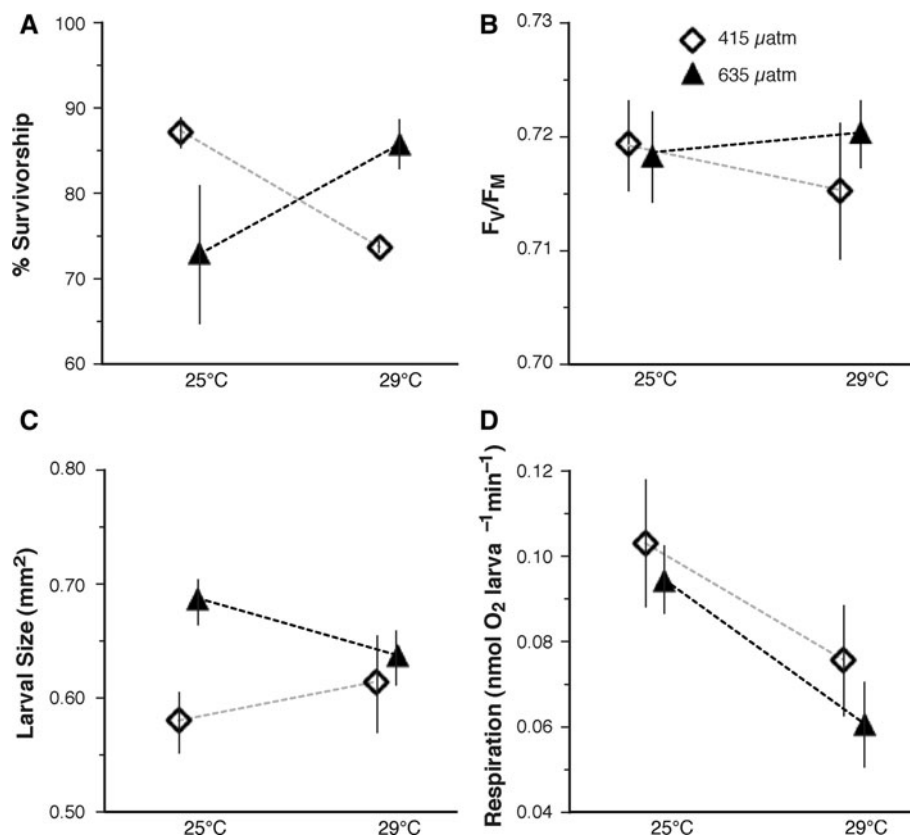 A
100
90
80
70
60
% Survivorship
25°C
29°C
B
0.73
0.72
0.71
0.70
Fᵥ/Fₘ
415 µatm
635 µatm
25°C
29°C
C
0.80
0.70
0.60
0.50
Larval Size (mm²)
25°C
29°C
D
0.12
0.10
0.08
0.06
0.04
Respiration (nmol O₂ larva ⁻¹min⁻¹)
25°C
29°C